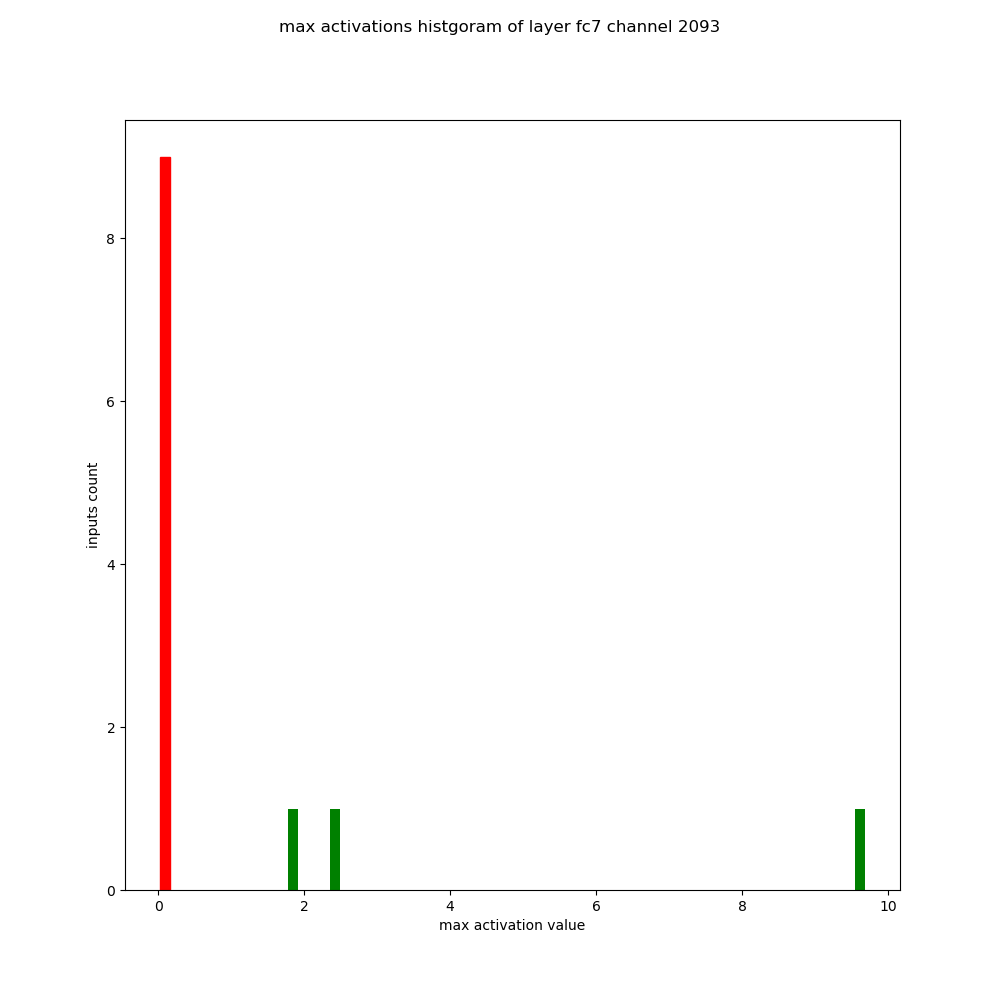 max activations histgoram of layer fc7 channel 2093
8
6
4
2
0
inputs count
0 2 4 6 8 10
max activation value